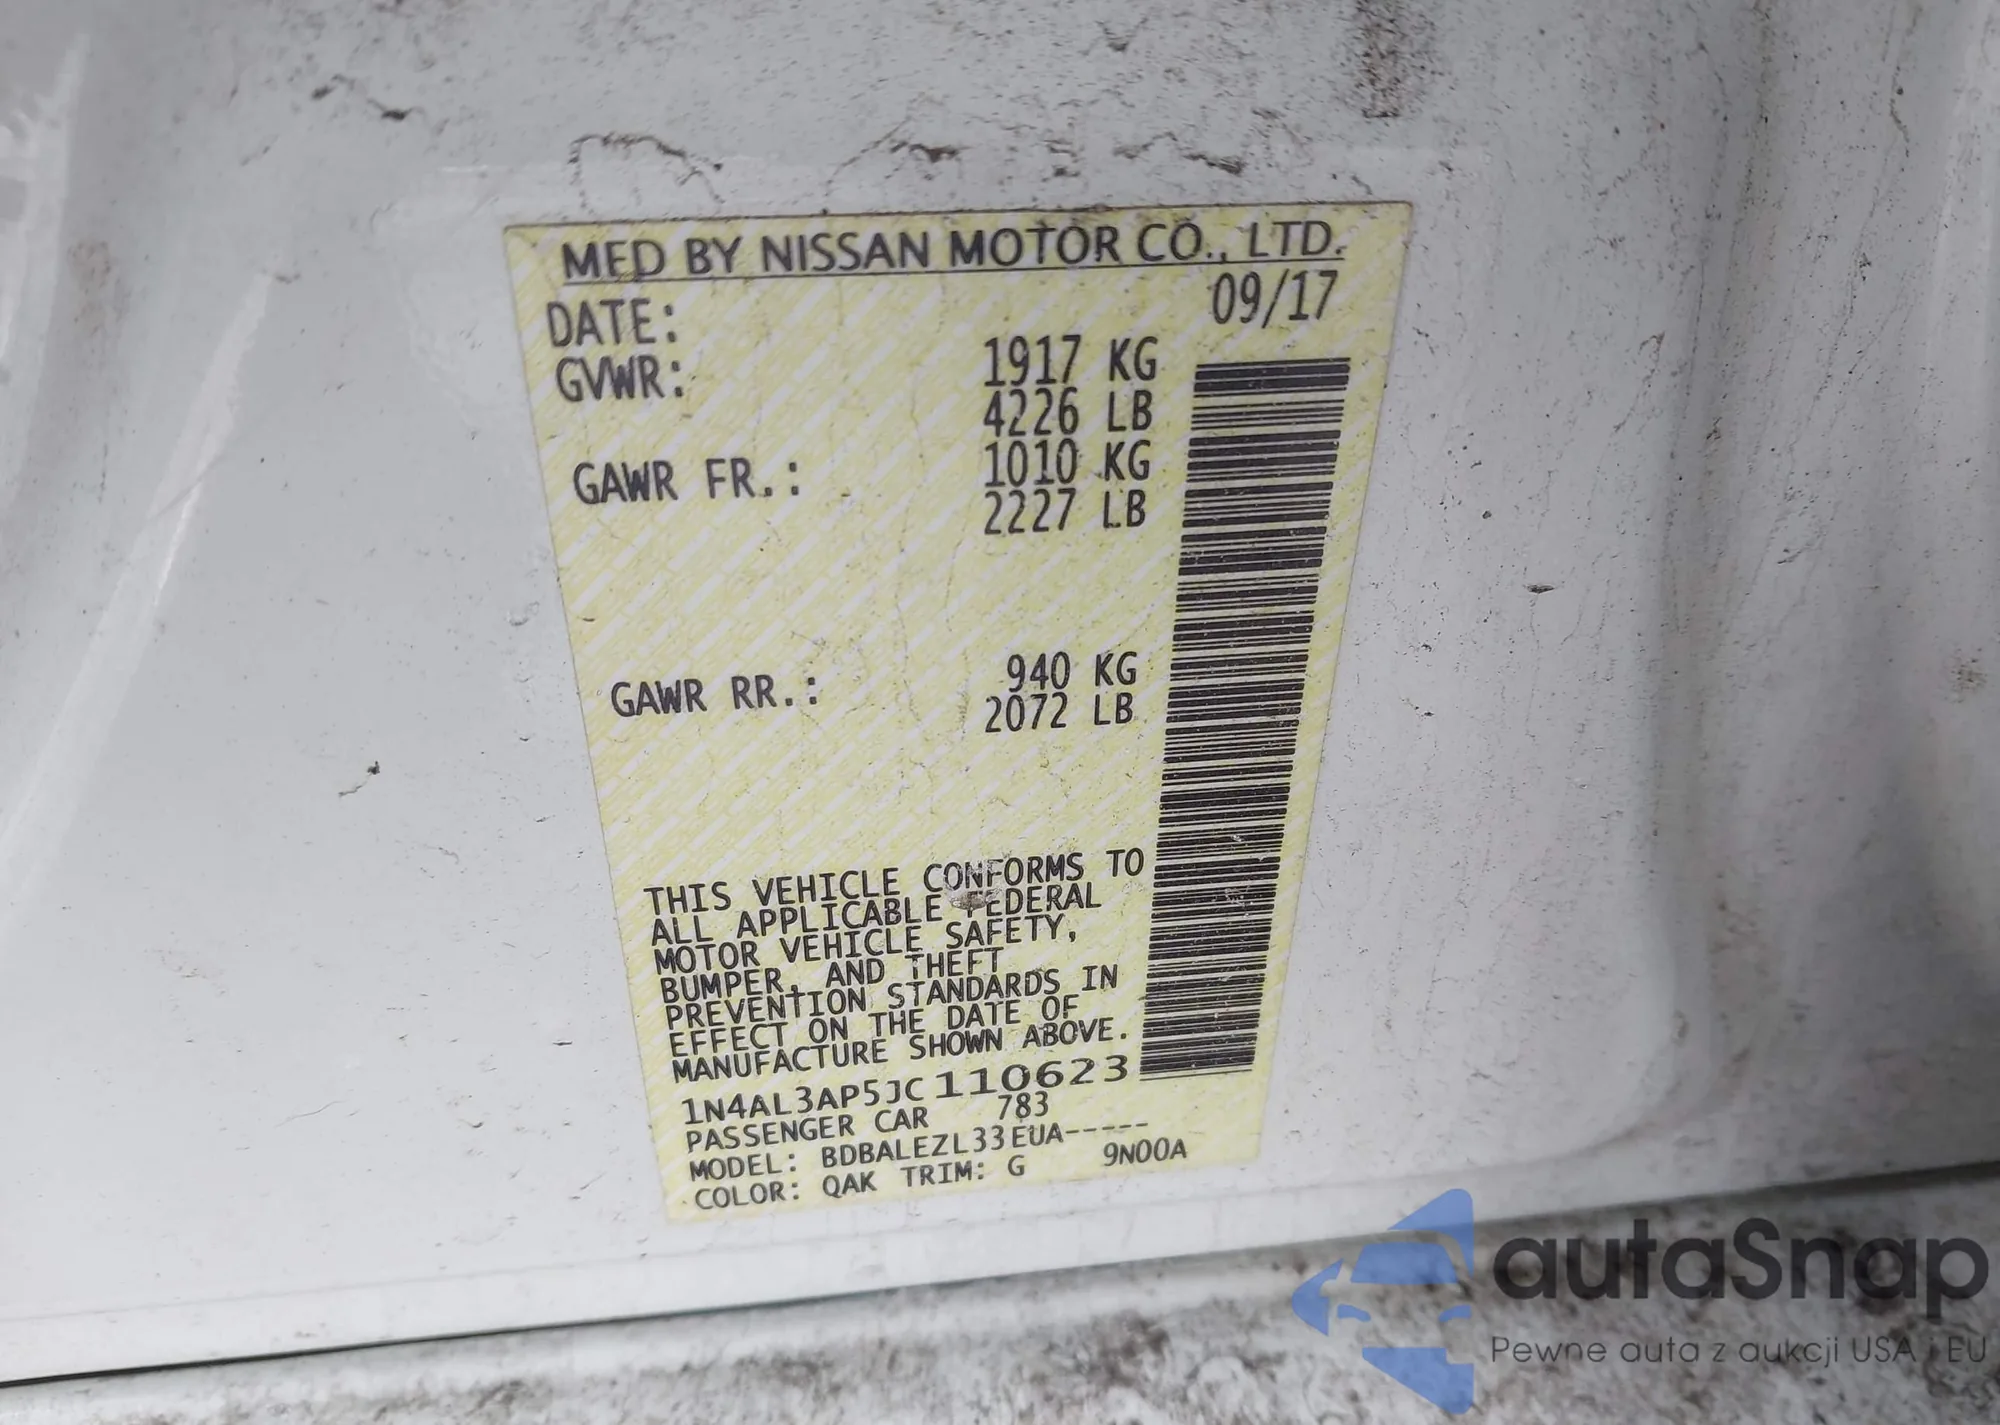 MFD BY NISSAN MOTOR CO., LTD.
DATE: 09/17
GVWR: 1917 KG
4226 LB
GAWR FR.: 1010 KG
2227 LB
GAWR RR.: 940 KG
2072 LB
THIS VEHICLE CONFORMS TO
ALL APPLICABLE FEDERAL
MOTOR VEHICLE SAFETY,
BUMPER, AND THEFT
PREVENTION STANDARDS IN
EFFECT ON THE DATE OF
MANUFACTURE SHOWN ABOVE.
1N4AL3AP5JC110623
PASSENGER CAR 783
MODEL: BDBALEZL33EUA-----
COLOR: QAK TRIM: G 9N00A
autaSnap
Pewne auta z aukcji USA i EU